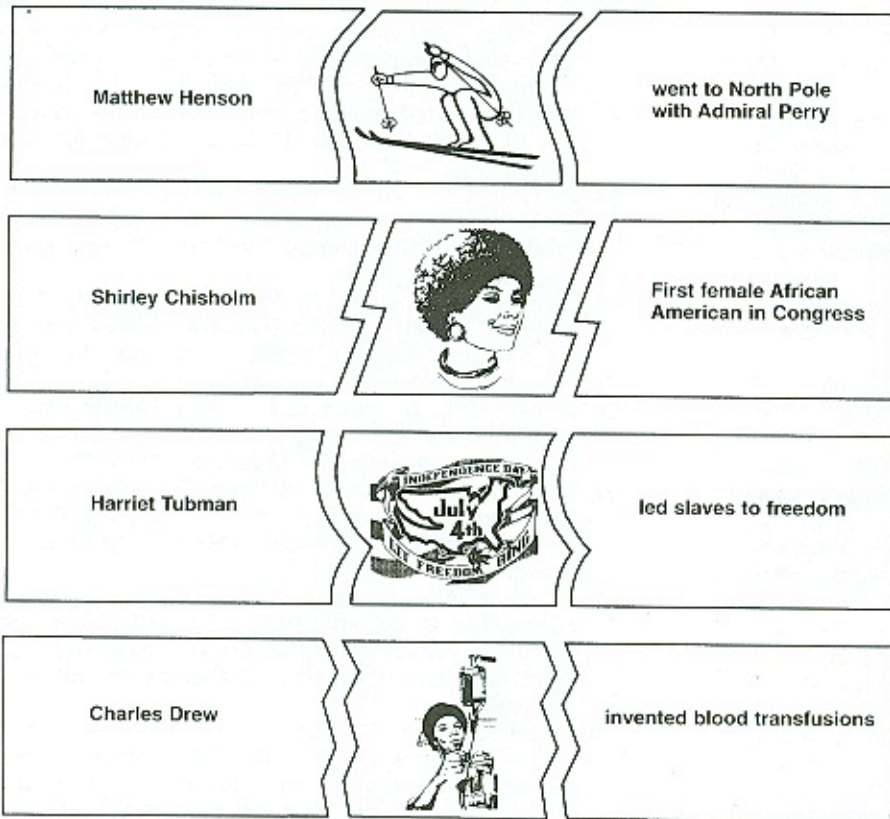 Matthew Henson
went to North Pole
with Admiral Perry
Shirley Chisholm
First female African
American in Congress
Harriet Tubman
INDEPENDENCE DAY
July
4th
LET FREEDOM RING
led slaves to freedom
Charles Drew
invented blood transfusions